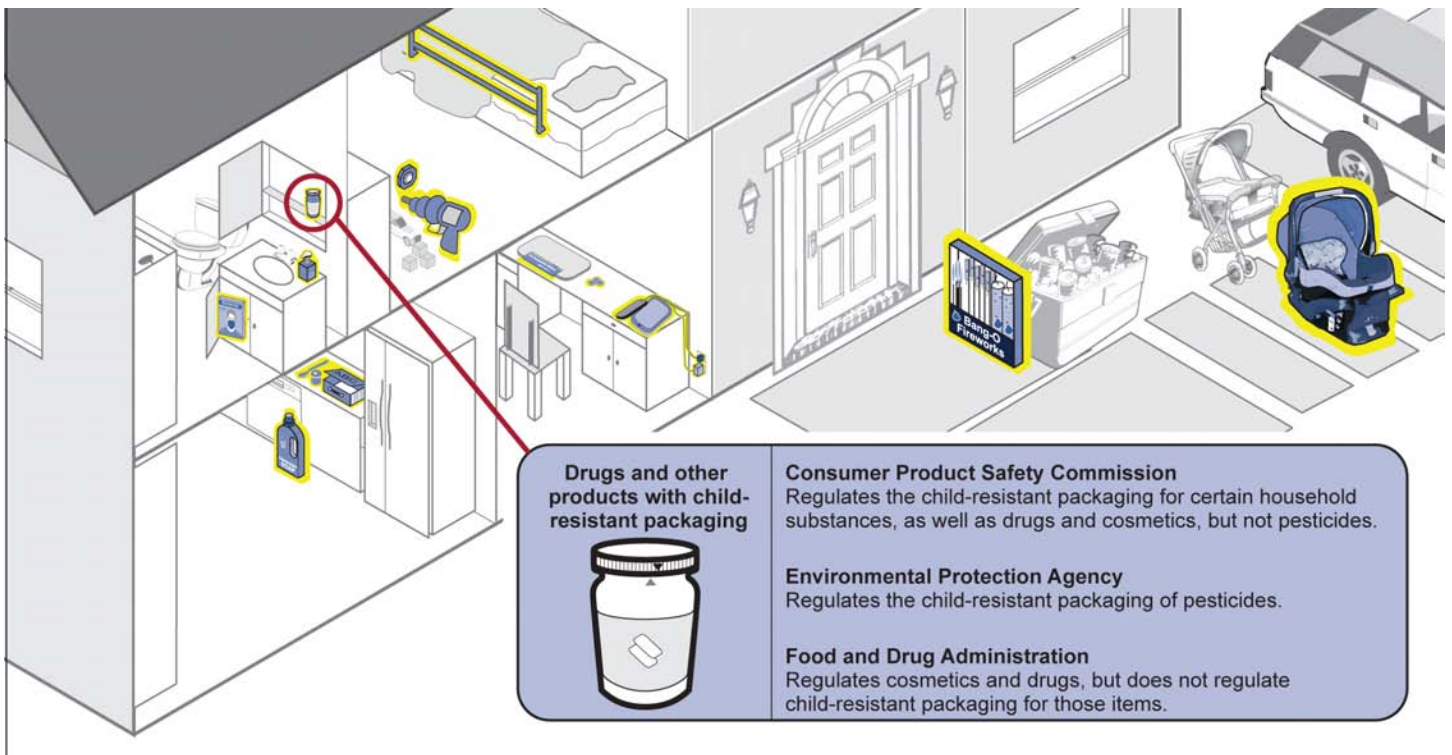 Bang-O
Fireworks
Drugs and other
products with child-
resistant packaging
Consumer Product Safety Commission
Regulates the child-resistant packaging for certain household
substances, as well as drugs and cosmetics, but not pesticides.
Environmental Protection Agency
Regulates the child-resistant packaging of pesticides.
Food and Drug Administration
Regulates cosmetics and drugs, but does not regulate
child-resistant packaging for those items.